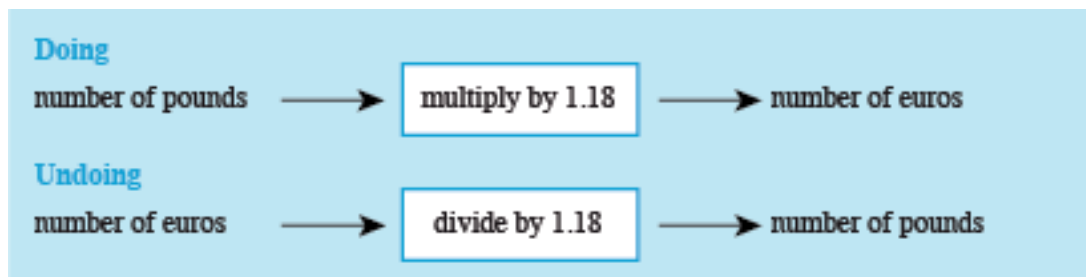 Doing
number of pounds multiply by 1.18 number of euros
Undoing
number of euros divide by 1.18 number of pounds